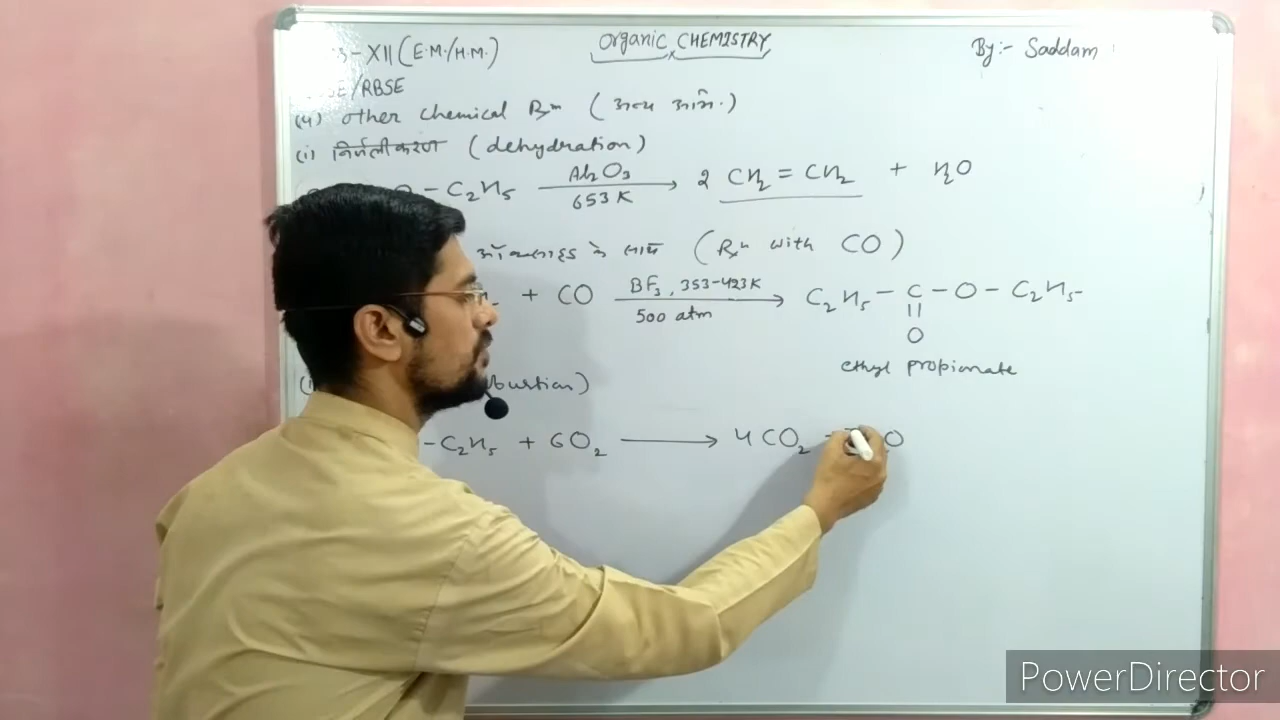 S-XII (E.M./H.M.) Organic CHEMISTRY By:- Saddam
E/RBSE
(4) other chemical Rxn (अन्य अभि.)
(i) निर्जलीकरण (dehydration)
O - C2H5 Al2O3 653 K → 2 CH2 = CH2 + H2O
के साथ (Rxn with CO)
+ CO BF3, 353-423K 500 atm → C2H5 - C - O - C2H5
||
O
ethyl propionate
bustion)
- C2H5 + 6O2 → 4CO2 O
PowerDirector